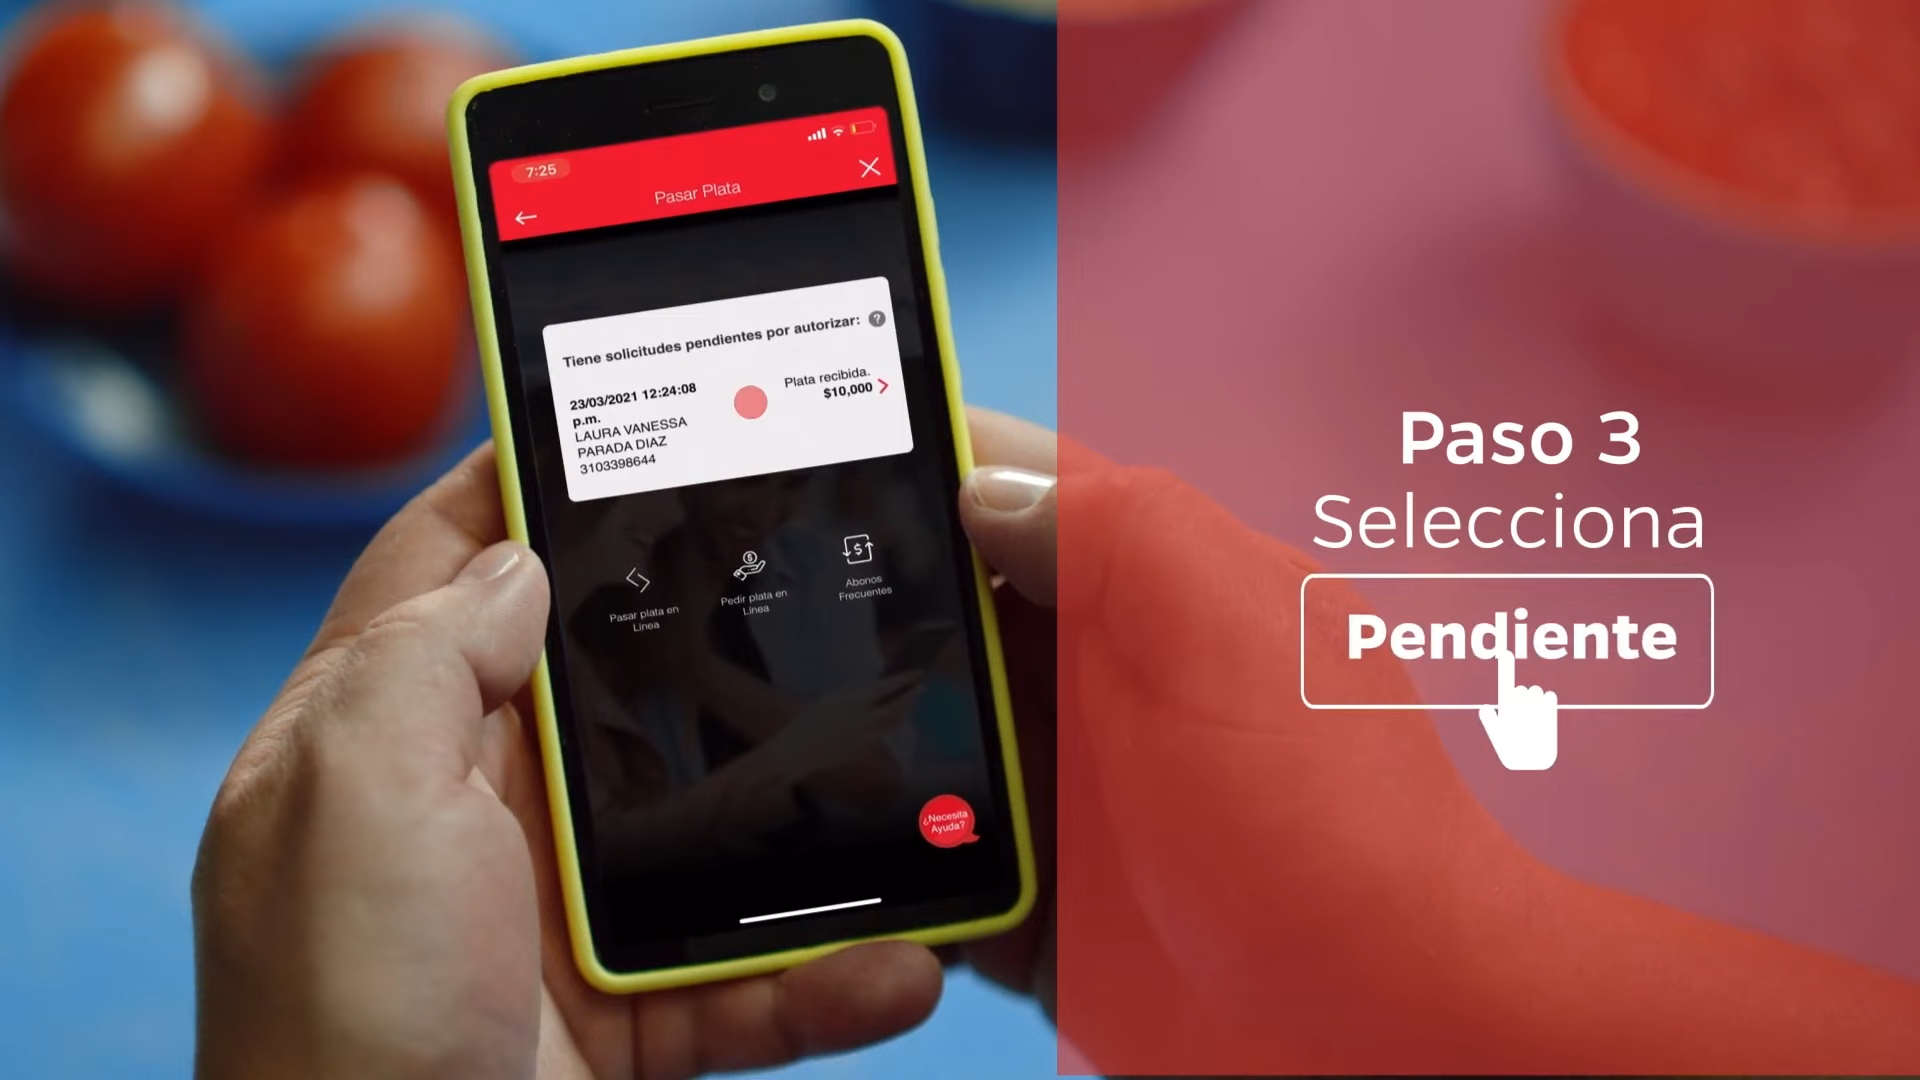 7:25
Pasar Plata
Tiene solicitudes pendientes por autorizar: ?
23/03/2021 12:24:08
p.m.
LAURA VANESSA
PARADA DIAZ
3103398644
Plata recibida.
$10,000
Pasar plata en
Línea
Pedir plata en
Línea
Abonos
Frecuentes
¿Necesita
Ayuda?
Paso 3
Selecciona
Pendiente